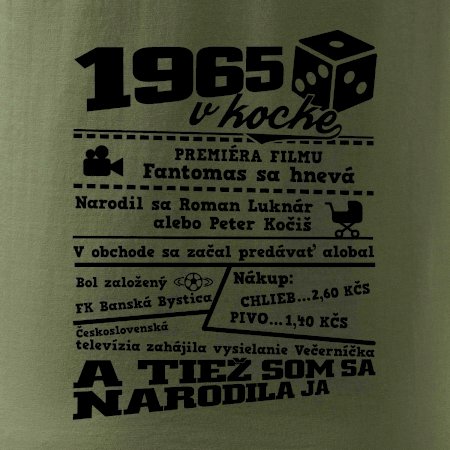 1965
v kocke
PREMIÉRA FILMU
Fantomas sa hnevá
Narodil sa Roman Luknár
alebo Peter Kočiš
V obchode sa začal predávať alobal
Bol založený
FK Banská Bystica
Nákup:
CHLIEB...2,60 KČS
PIVO...1,40 KČS
Československá
televízia zahájila vysielanie Večerníčka
A TIEŽ SOM SA
NARODILA JA